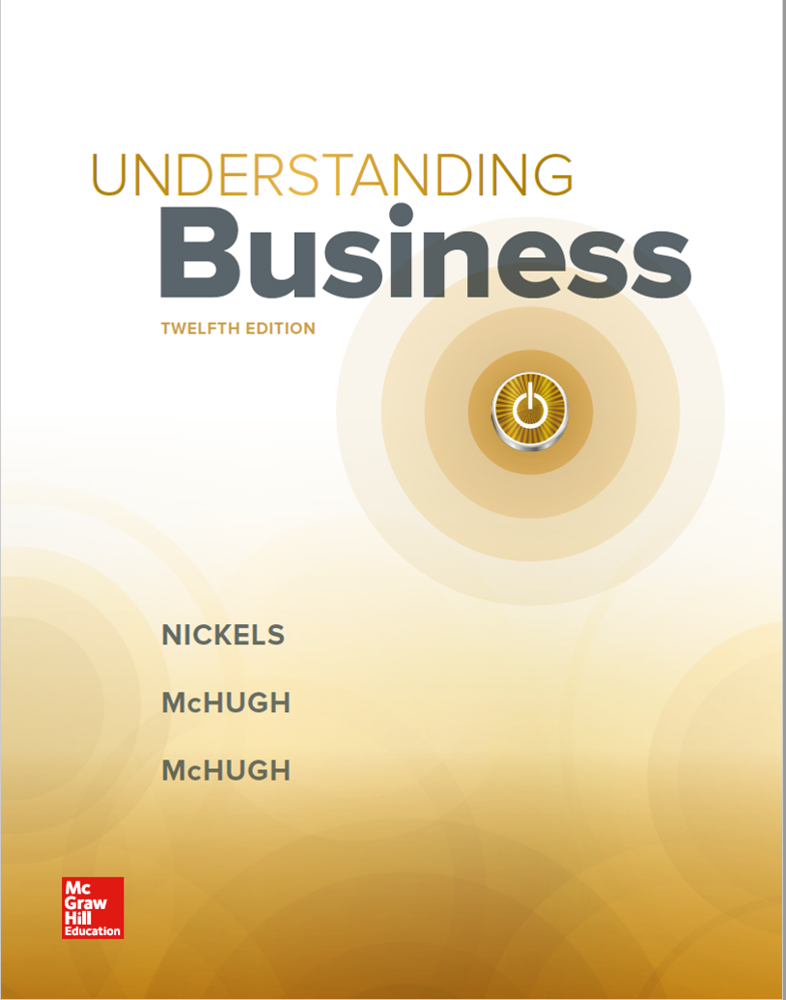 UNDERSTANDING
Business
TWELFTH EDITION
NICKELS
McHUGH
McHUGH
Mc
Graw
Hill
Education